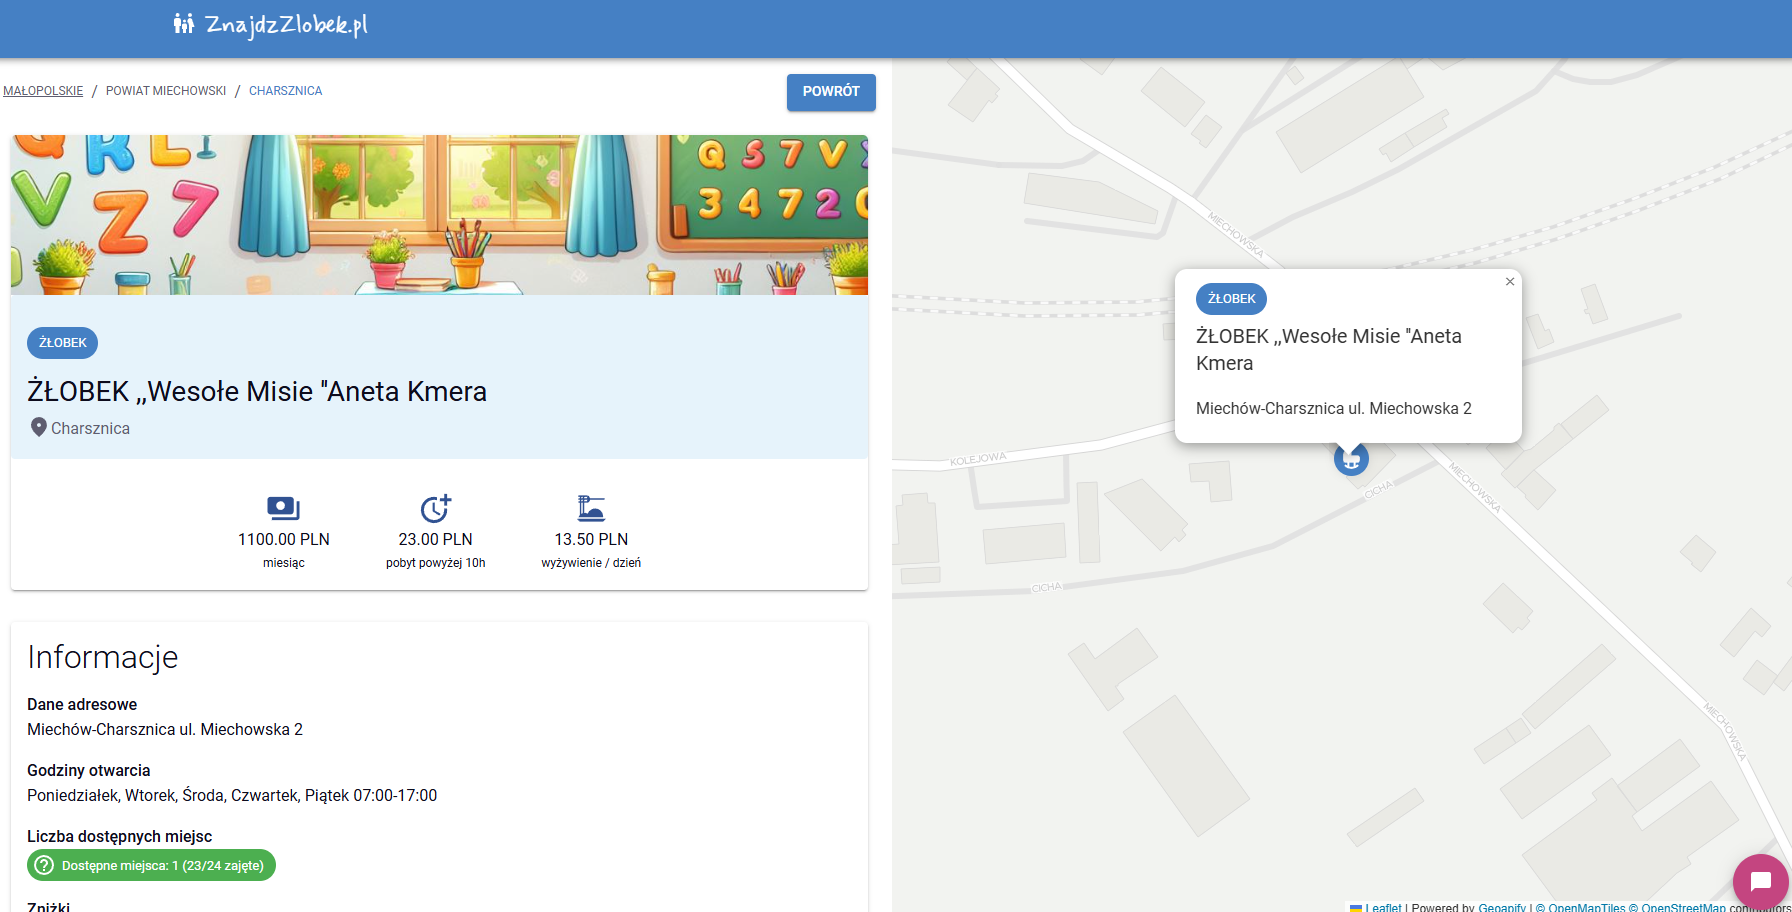 ZnajdzZlobek.pl
MAŁOPOLSKIE / POWIAT MIECHOWSKI / CHARSZNICA
POWRÓT
ŻŁOBEK
ŻŁOBEK ,,Wesołe Misie "Aneta Kmera
Charsznica
1100.00 PLN
miesiąc
23.00 PLN
pobyt powyżej 10h
13.50 PLN
wyżywienie / dzień
Informacje
Dane adresowe
Miechów-Charsznica ul. Miechowska 2
Godziny otwarcia
Poniedziałek, Wtorek, Środa, Czwartek, Piątek 07:00-17:00
Liczba dostępnych miejsc
Dostępne miejsca: 1 (23/24 zajęte)
Zniżki
MIECHOWSKA
×
ŻŁOBEK
ŻŁOBEK ,,Wesołe Misie "Aneta
Kmera
Miechów-Charsznica ul. Miechowska 2
KOLEJOWA
CICHA
MIECHOWSKA
CICHA
MIECHOWSKA
Leaflet | Powered by Geoapify | © OpenMapTiles © OpenStreetMap contributors
Q R L V Z 7
Q S 7 V
3 4 7 2